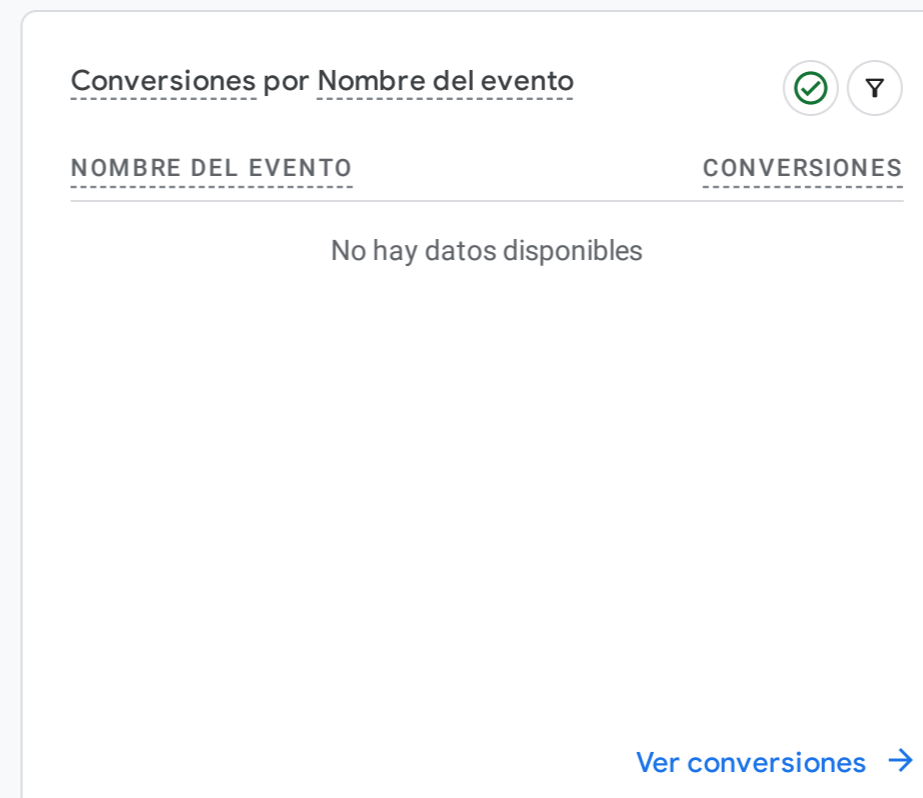 Conversiones por Nombre del evento
NOMBRE DEL EVENTO CONVERSIONES
No hay datos disponibles
Ver conversiones